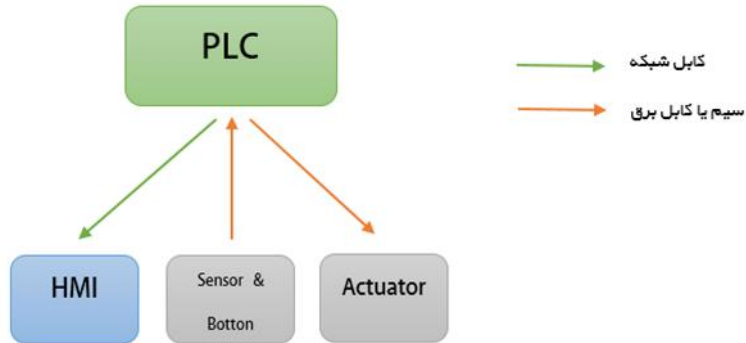 PLC
کابل شبکه
سیم یا کابل برق
HMI
Sensor &
Botton
Actuator